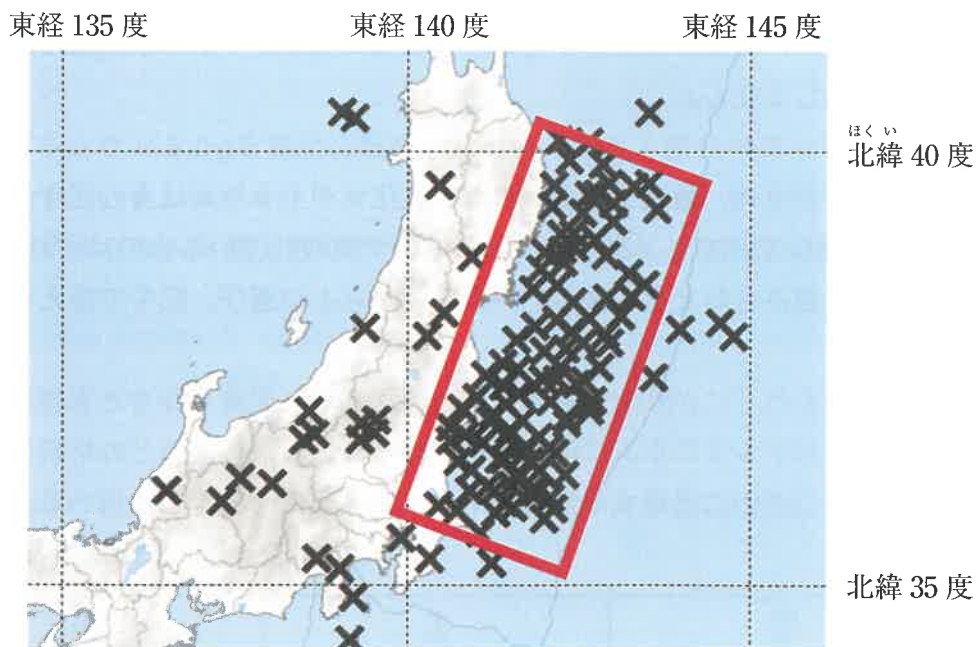 東経 135 度
東経 140 度
東経 145 度
ほくい
北緯 40 度
北緯 35 度